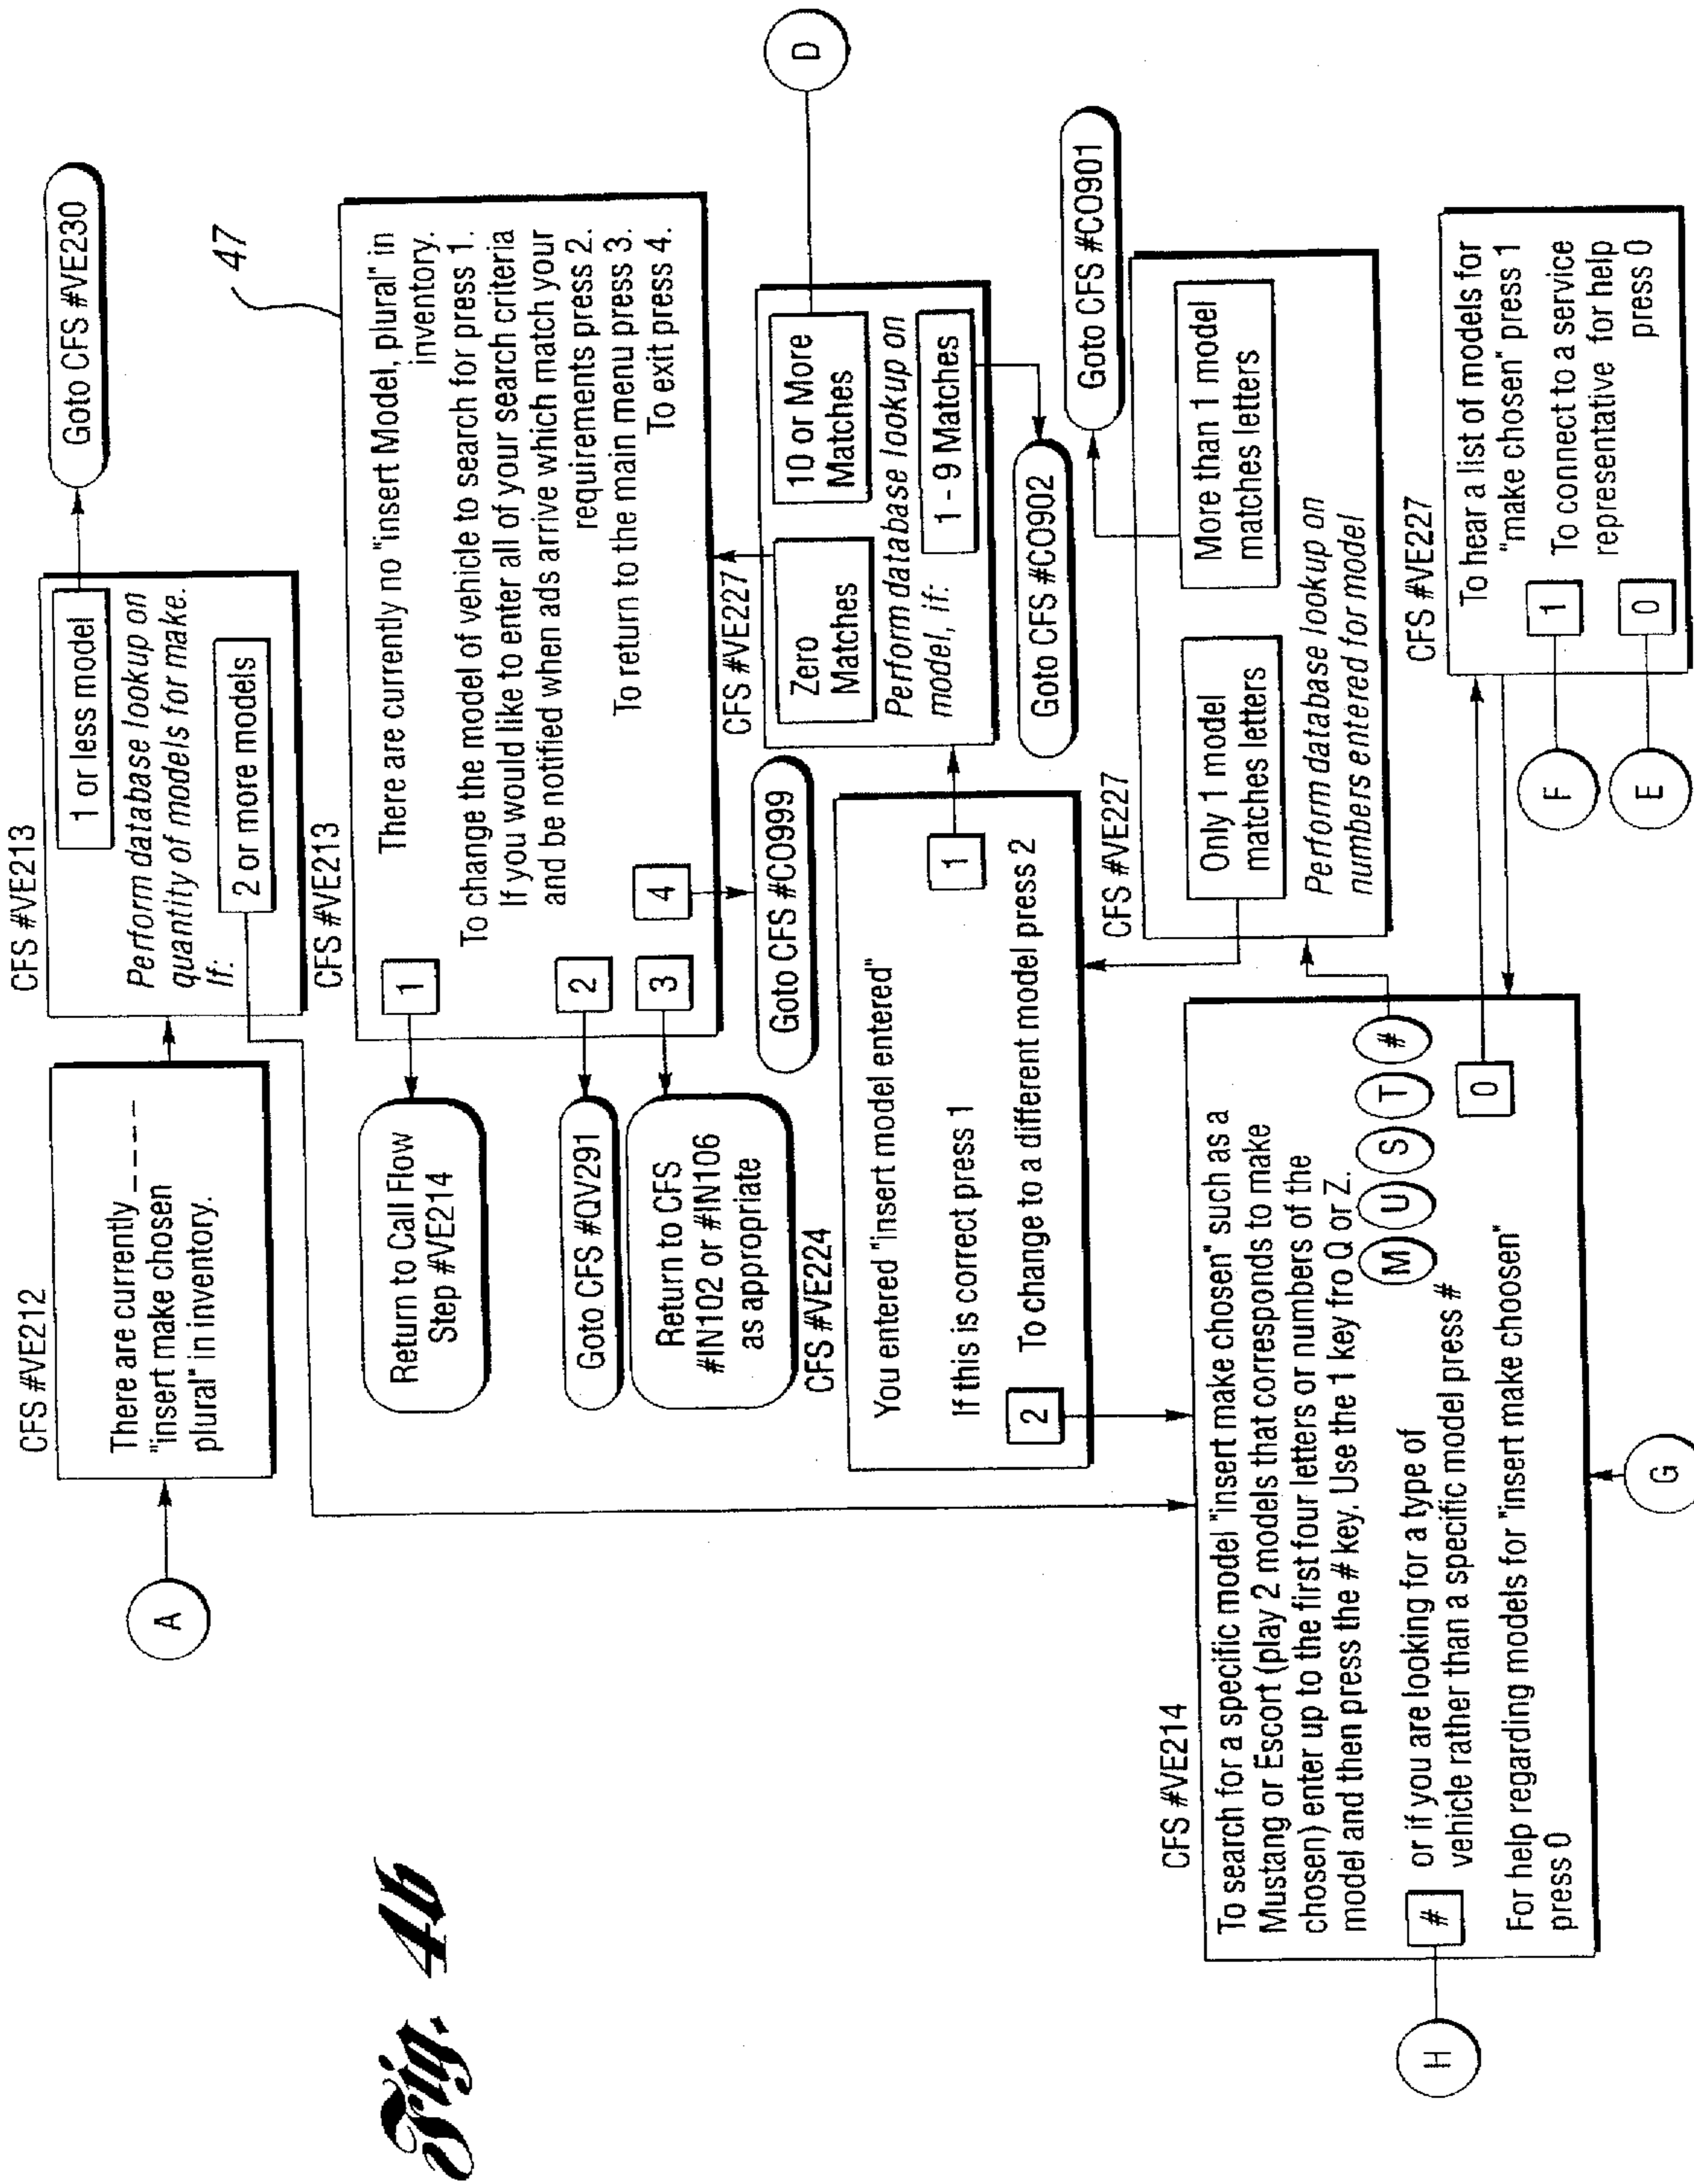 Fig. 4b
A
CFS #VE212
There are currently _ _ _ _ _
"insert make chosen
plural" in inventory.
CFS #VE213
1 or less model
Perform database lookup on
quantity of models for make.
If:
2 or more models
Goto CFS #VE230
47
CFS #VE213
There are currently no "insert Model, plural" in
inventory.
1
To change the model of vehicle to search for press 1.
If you would like to enter all of your search criteria
and be notified when ads arrive which match your
2
requirements press 2.
3
To return to the main menu press 3.
4
To exit press 4.
Return to Call Flow
Step #VE214
Goto CFS #QV291
Return to CFS
#IN102 or #IN106
as appropriate
Goto CFS #CO999
CFS #VE227
Zero
Matches
10 or More
Matches
Perform database lookup on
model, if:
1 - 9 Matches
D
Goto CFS #CO902
CFS #VE224
You entered "insert model entered"
If this is correct press 1
1
2
To change to a different model press 2
CFS #VE227
Only 1 model
matches letters
More than 1 model
matches letters
Perform database lookup on
numbers entered for model
Goto CFS #CO901
CFS #VE214
To search for a specific model "insert make chosen" such as a
Mustang or Escort (play 2 models that corresponds to make
chosen) enter up to the first four letters or numbers of the
model and then press the # key. Use the 1 key fro Q or Z.
M U S T #
#
or if you are looking for a type of
vehicle rather than a specific model press #
0
For help regarding models for "insert make choosen"
press 0
H
G
CFS #VE227
To hear a list of models for
"make chosen" press 1
1
To connect to a service
representative for help
0
press 0
F
E